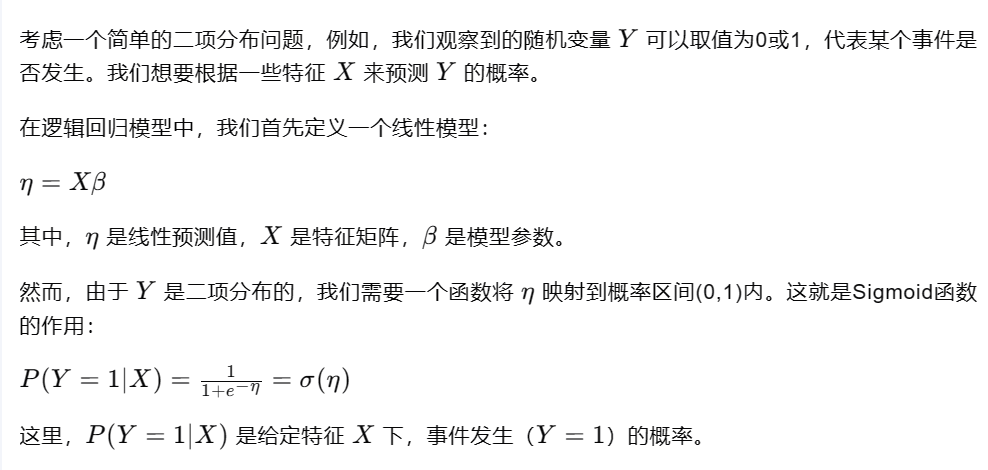 考虑一个简单的二项分布问题，例如，我们观察到的随机变量 Y 可以取值为0或1，代表某个事件是
否发生。我们想要根据一些特征 X 来预测 Y 的概率。
在逻辑回归模型中，我们首先定义一个线性模型：
η = Xβ
其中，η 是线性预测值，X 是特征矩阵，β 是模型参数。
然而，由于 Y 是二项分布的，我们需要一个函数将 η 映射到概率区间(0,1)内。这就是Sigmoid函数
的作用：
P(Y = 1|X) = \frac{1}{1+e^{-η}} = σ(η)
这里，P(Y = 1|X) 是给定特征 X 下，事件发生（Y = 1）的概率。